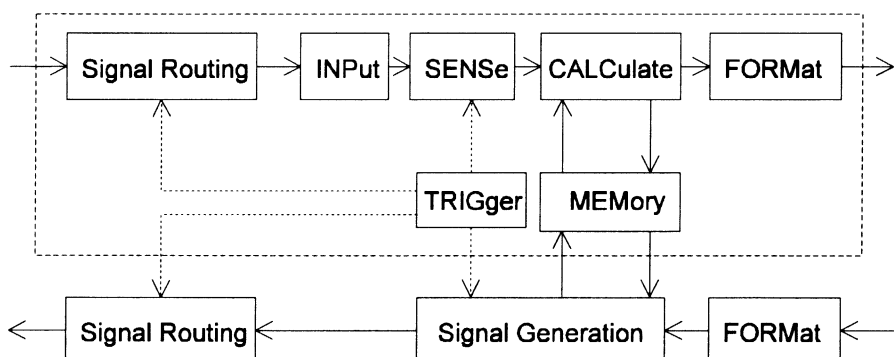 Signal Routing
INPut
SENSe
CALCulate
FORMat
TRIGger
MEMory
Signal Routing
Signal Generation
FORMat